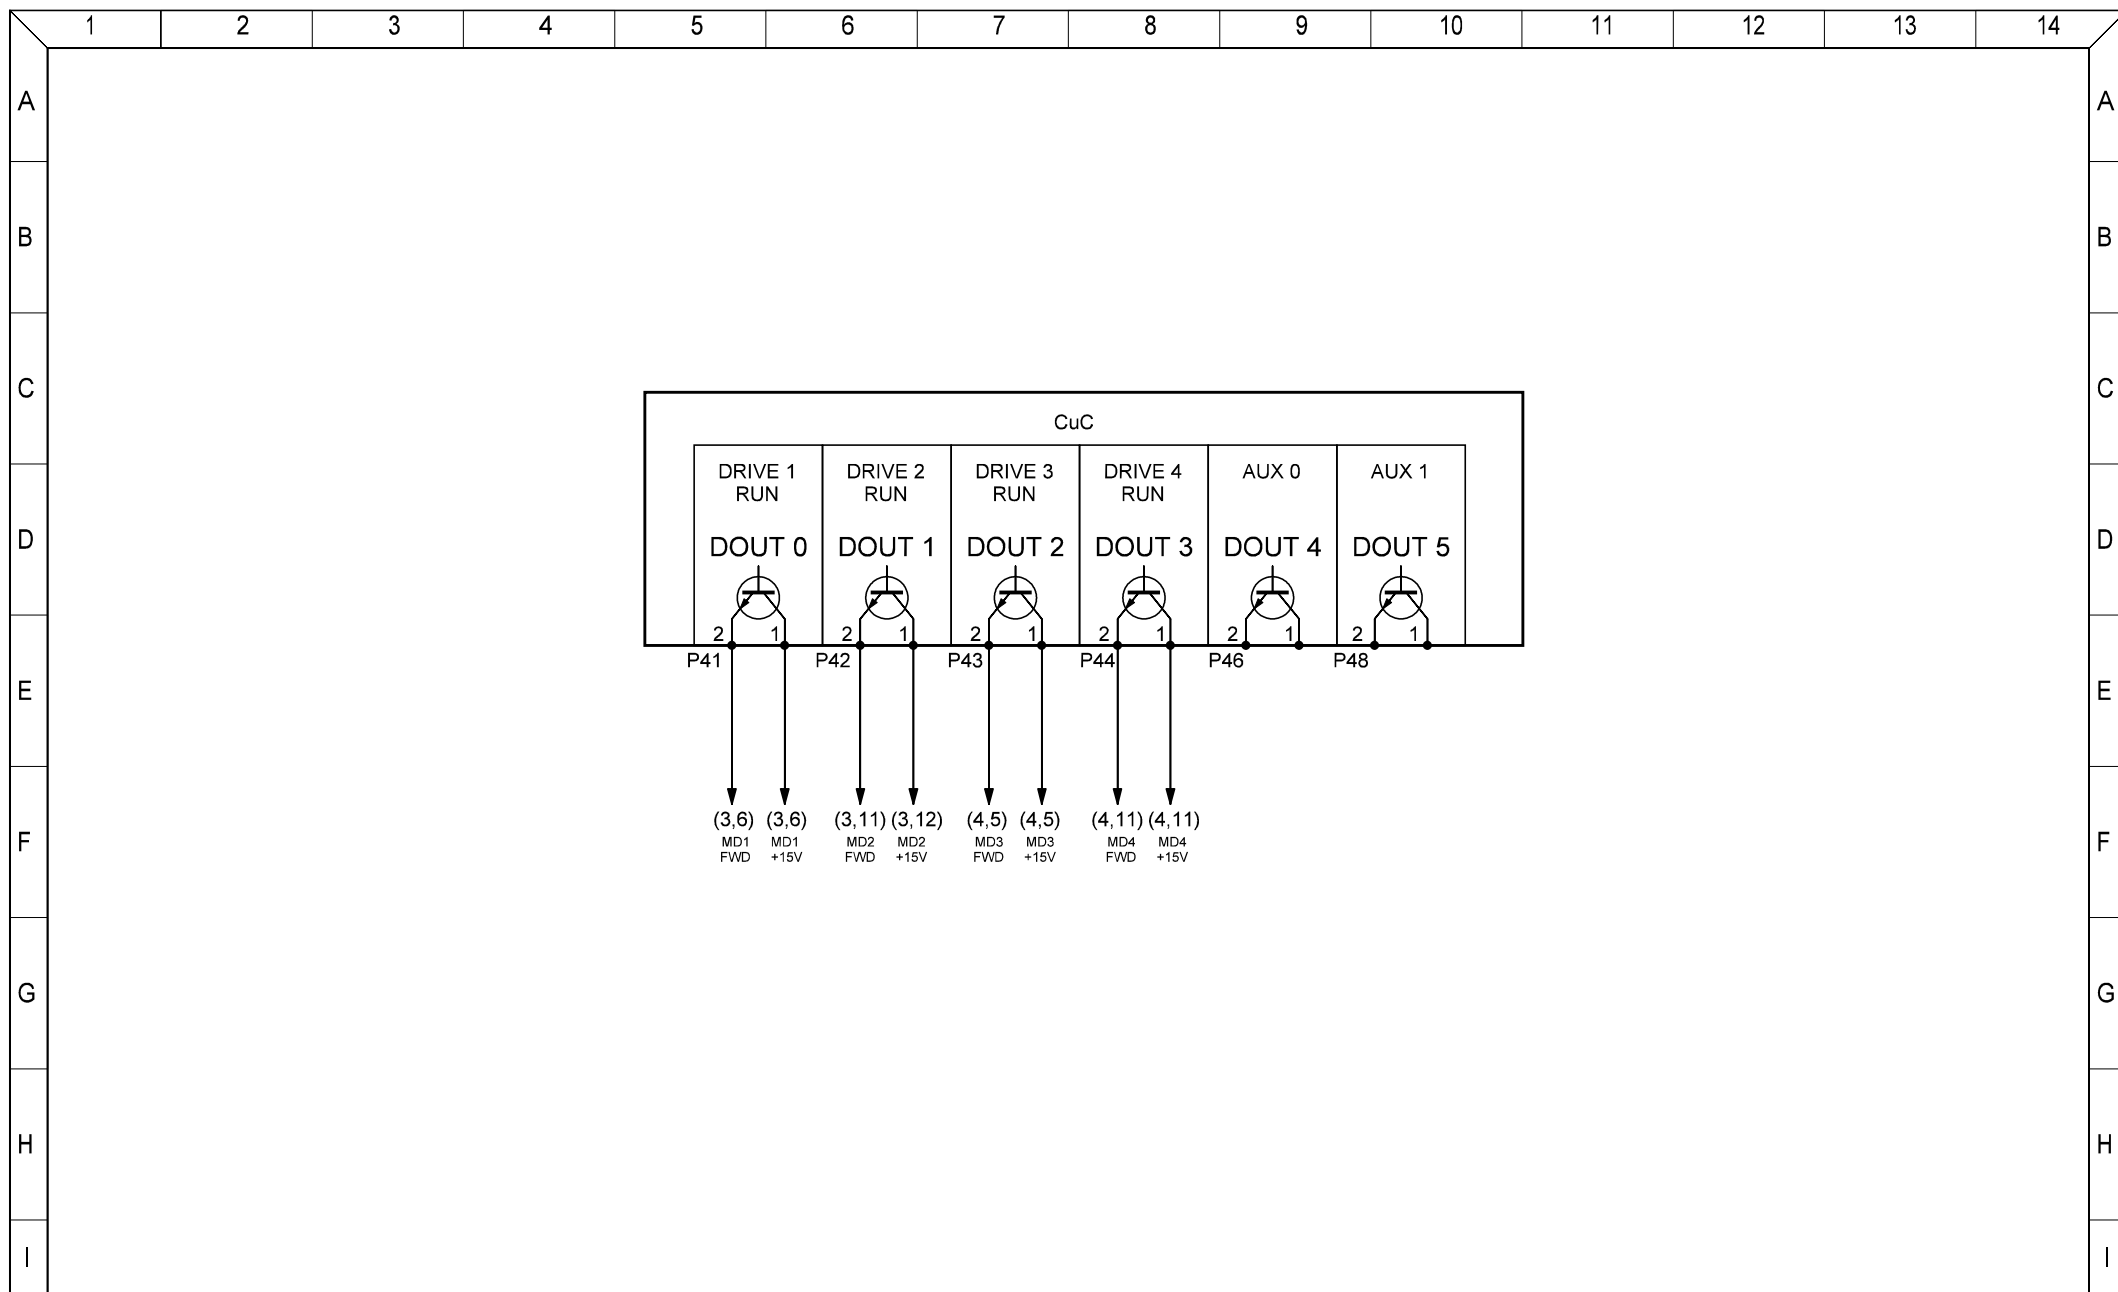 1 2 3 4 5 6 7 8 9 10 11 12 13 14
A A
B B
C C
CuC
DRIVE 1 DRIVE 2 DRIVE 3 DRIVE 4 AUX 0 AUX 1
RUN RUN RUN RUN
D D
DOUT 0 DOUT 1 DOUT 2 DOUT 3 DOUT 4 DOUT 5
2 1 2 1 2 1 2 1 2 1 2 1
P41 P42 P43 P44 P46 P48
E E
(3,6) (3,6) (3,11) (3,12) (4,5) (4,5) (4,11) (4,11)
F F
MD1 MD1 MD2 MD2 MD3 MD3 MD4 MD4
FWD +15V FWD +15V FWD +15V FWD +15V
G G
H H
I I